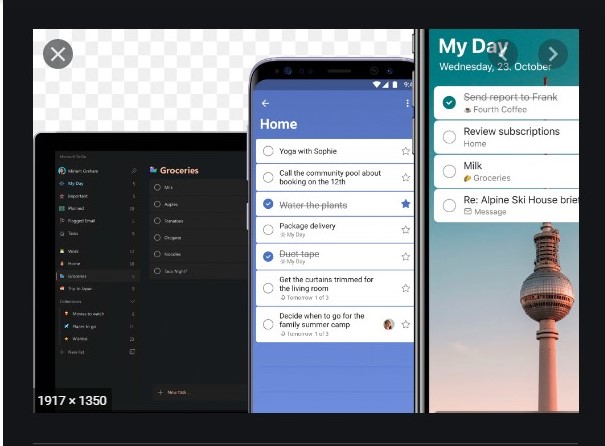 Microsoft To Do
Miriam Graham
My Day
Important
Planned
Flagged Email
Tasks
Work
Home
Groceries
Trip to Japan
Collections
Movies to watch
Places to go
Wishlist
New list
Groceries
Milk
Apples
Tomatoes
Oregano
Noodles
Taco Night?
New task...
Home
Yoga with Sophie
Call the community pool about
booking on the 12th
Water the plants
Package delivery
My Day
Duct tape
My Day
Get the curtains trimmed for
the living room
Tomorrow 1 of 3
Decide when to go for the
family summer camp
Tomorrow 1 of 3
My Day
Wednesday, 23. October
Send report to Frank
Fourth Coffee
Review subscriptions
Home
Milk
Groceries
Re: Alpine Ski House brief
Message
1917 × 1350